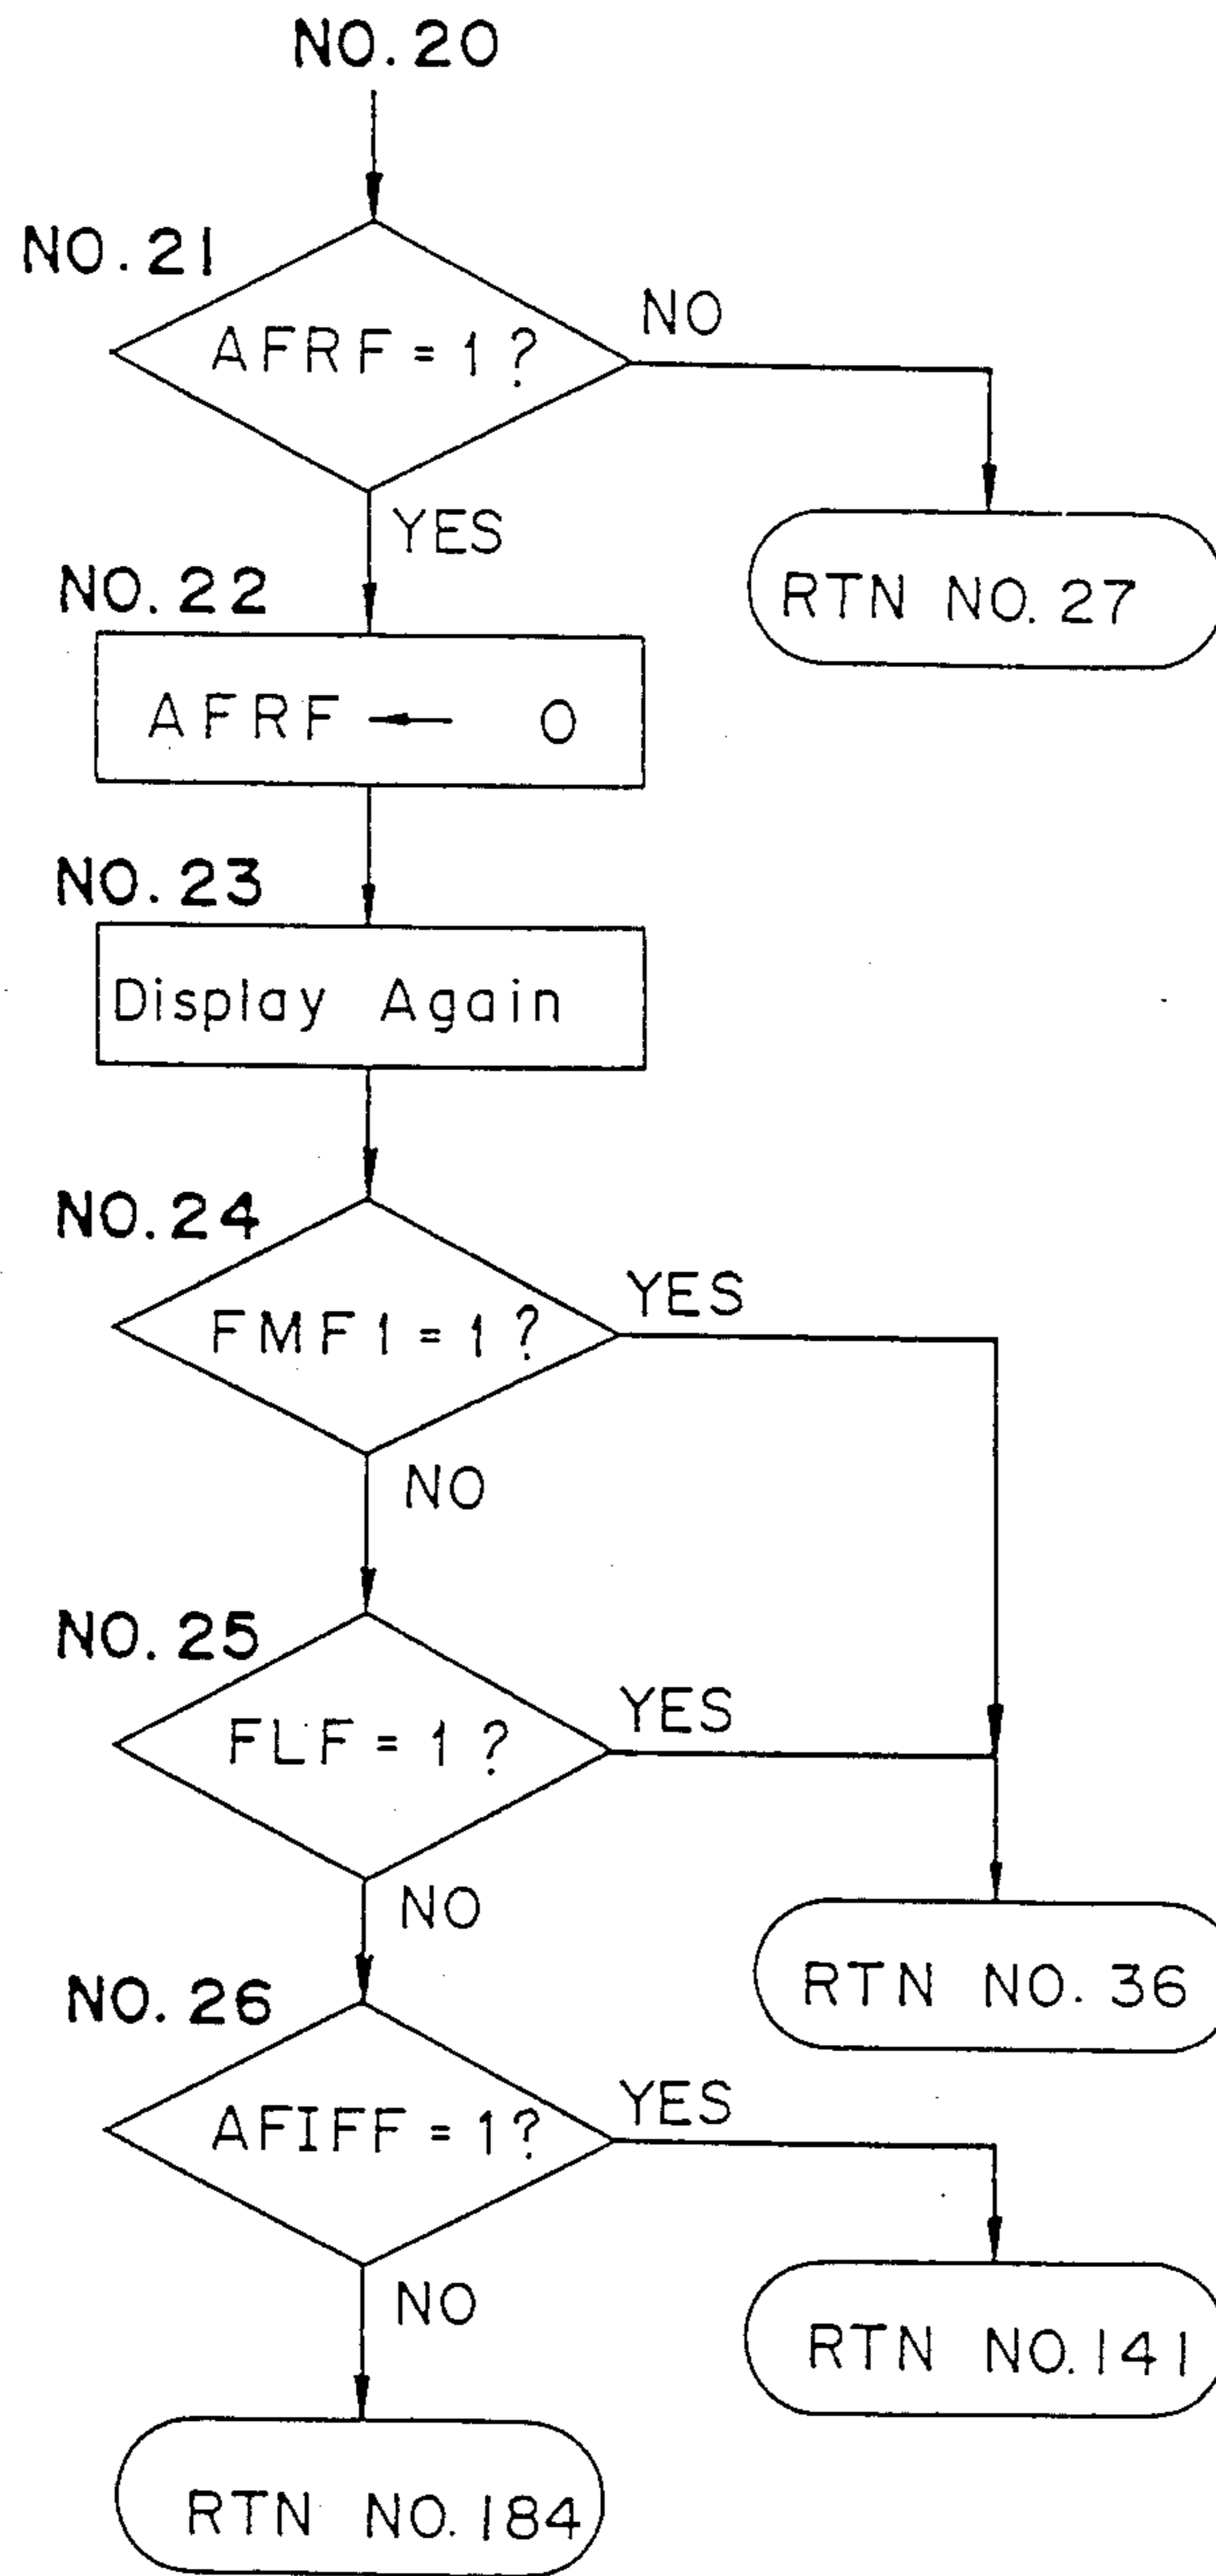 NO.20
NO.21
AFRF = 1 ?
NO
YES
RTN NO.27
NO.22
AFRF ← 0
NO.23
Display Again
NO.24
FMF1 = 1 ?
YES
NO
NO.25
FLF = 1 ?
YES
NO
RTN NO.36
NO.26
AFIFF = 1?
YES
NO
RTN NO.141
RTN NO.184